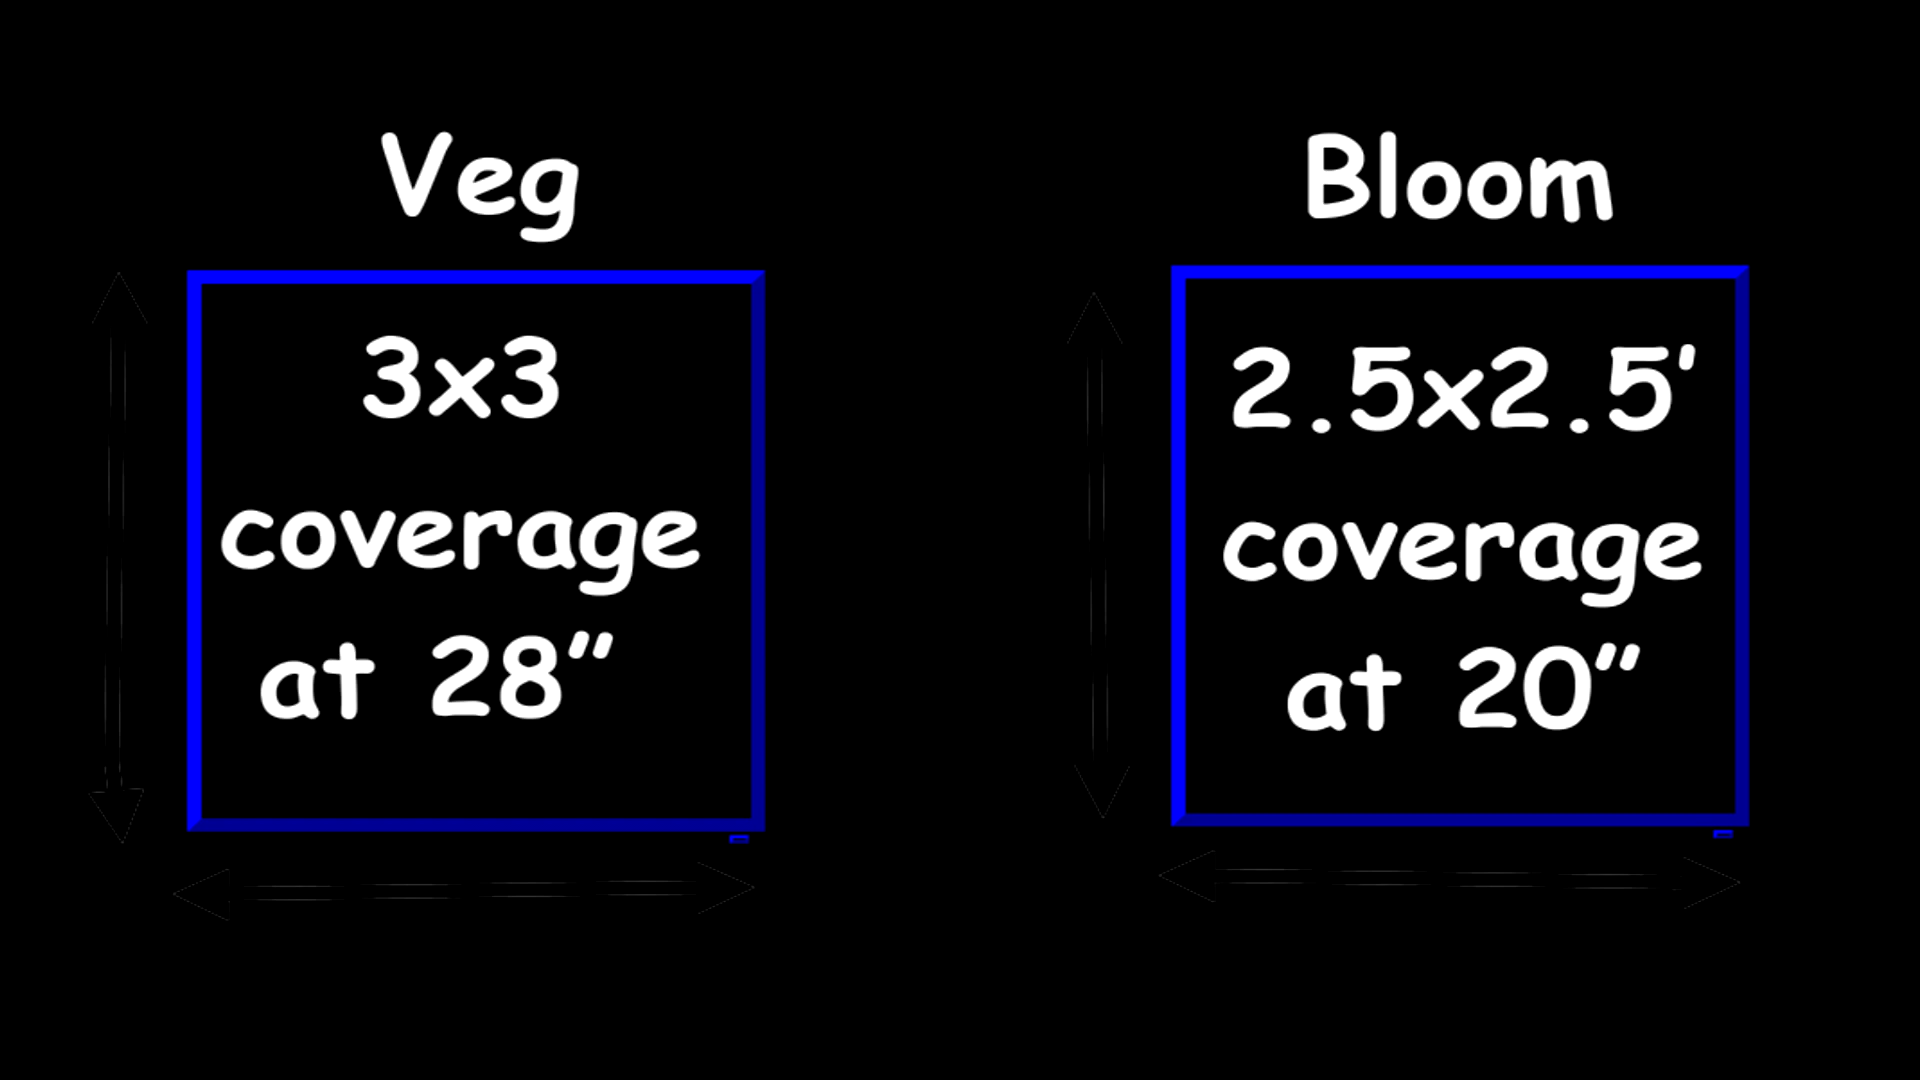 Veg
3x3
coverage
at 28”
Bloom
2.5x2.5’
coverage
at 20”